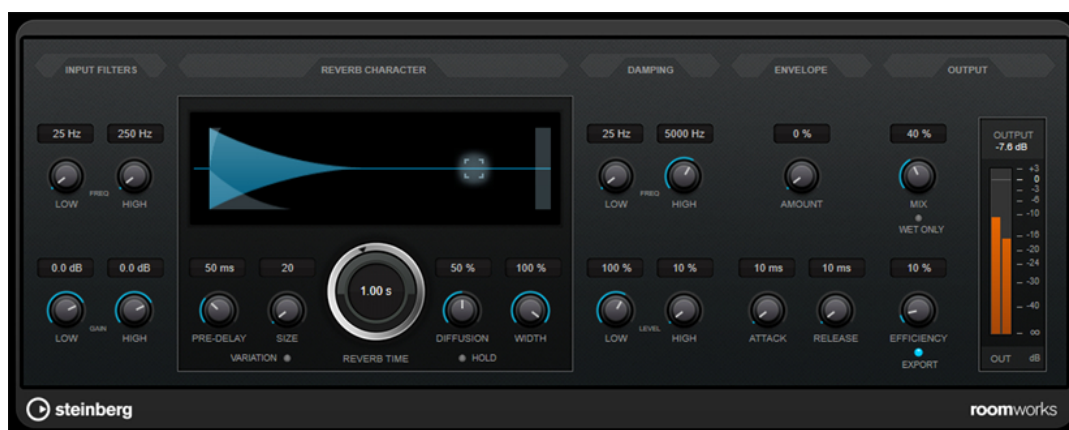 INPUT FILTERS
REVERB CHARACTER
DAMPING
ENVELOPE
OUTPUT
25 Hz 250 Hz
LOW FREQ HIGH
0.0 dB 0.0 dB
LOW GAIN HIGH
50 ms 20
1.00 s
50 % 100 %
PRE-DELAY SIZE
DIFFUSION WIDTH
VARIATION
REVERB TIME
HOLD
25 Hz 5000 Hz
LOW FREQ HIGH
100 % 10 %
LOW LEVEL HIGH
0 %
AMOUNT
10 ms 10 ms
ATTACK RELEASE
40 %
MIX
WET ONLY
10 %
EFFICIENCY
EXPORT
OUTPUT
-7.6 dB
+3
0
-3
-6
-10
-16
-20
-24
-30
-40
∞
OUT dB
steinberg
roomworks